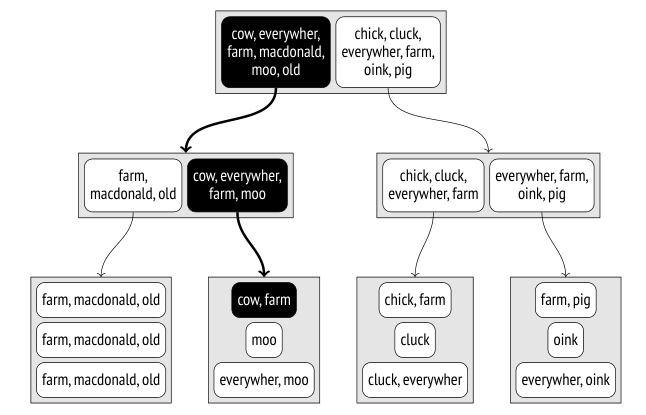 cow, everywher,
farm, macdonald,
moo, old
chick, cluck,
everywher, farm,
oink, pig
farm,
macdonald, old
cow, everywher,
farm, moo
chick, cluck,
everywher, farm
everywher, farm,
oink, pig
farm, macdonald, old
farm, macdonald, old
farm, macdonald, old
cow, farm
moo
everywher, moo
chick, farm
cluck
cluck, everywher
farm, pig
oink
everywher, oink